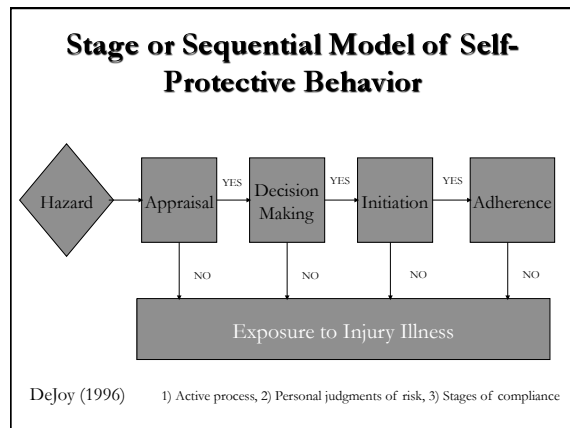 Stage or Sequential Model of Self-
Protective Behavior
Hazard
Appraisal
YES
Decision
Making
YES
Initiation
YES
Adherence
NO
NO
NO
NO
Exposure to Injury Illness
DeJoy (1996)
1) Active process, 2) Personal judgments of risk, 3) Stages of compliance